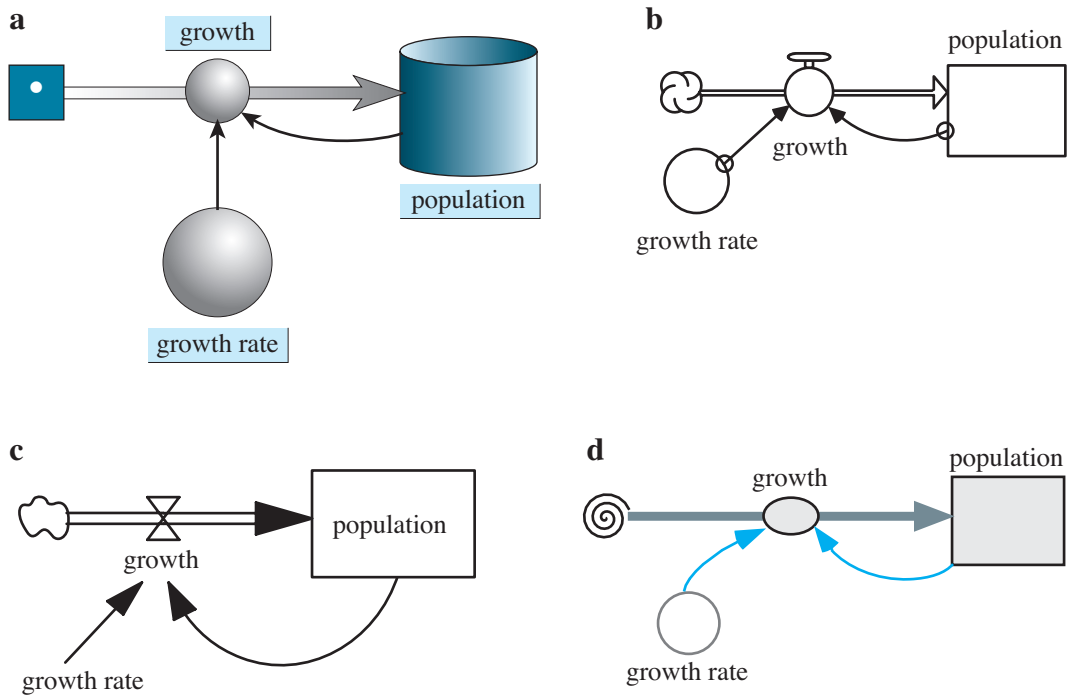 a
growth
population
growth rate
b
population
growth
growth rate
c
population
growth
growth rate
d
population
growth
growth rate